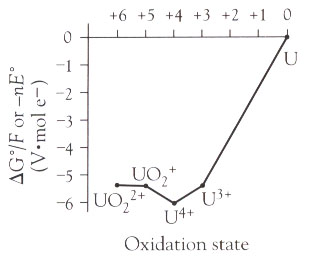 +6 +5 +4 +3 +2 +1 0
0
-1
-2
-3
-4
-5
-6
ΔG°/F or −nE°
(V•mol e−)
U
UO₂⁺
UO₂²⁺
U³⁺
U⁴⁺
Oxidation state